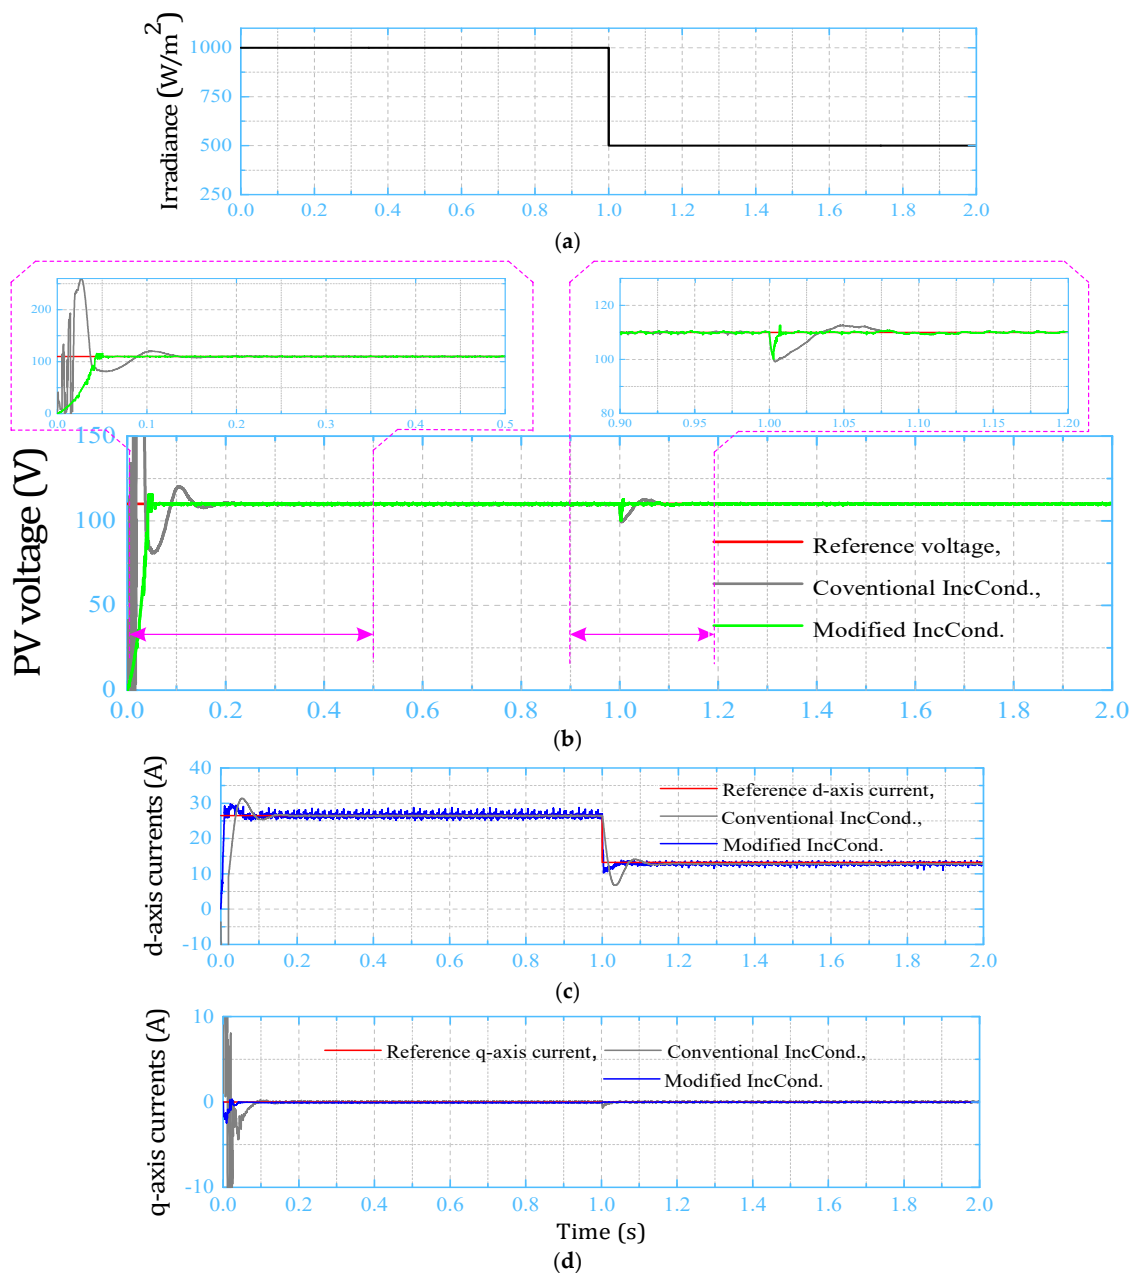 Irradiance (W/m²)
1000
750
500
250
0.0 0.2 0.4 0.6 0.8 1.0 1.2 1.4 1.6 1.8 2.0
(a)
200
100
0
0.0 0.1 0.2 0.3 0.4 0.5
120
100
80
0.90 0.95 1.00 1.05 1.10 1.15 1.20
PV voltage (V)
150
100
50
0
Reference voltage,
Coventional IncCond.,
Modified IncCond.
0.0 0.2 0.4 0.6 0.8 1.0 1.2 1.4 1.6 1.8 2.0
(b)
d-axis currents (A)
40
30
20
10
0
-10
Reference d-axis current,
Conventional IncCond.,
Modified IncCond.
0.0 0.2 0.4 0.6 0.8 1.0 1.2 1.4 1.6 1.8 2.0
(c)
q-axis currents (A)
10
0
-10
Reference q-axis current, Conventional IncCond.,
Modified IncCond.
0.0 0.2 0.4 0.6 0.8 1.0 1.2 1.4 1.6 1.8 2.0
Time (s)
(d)